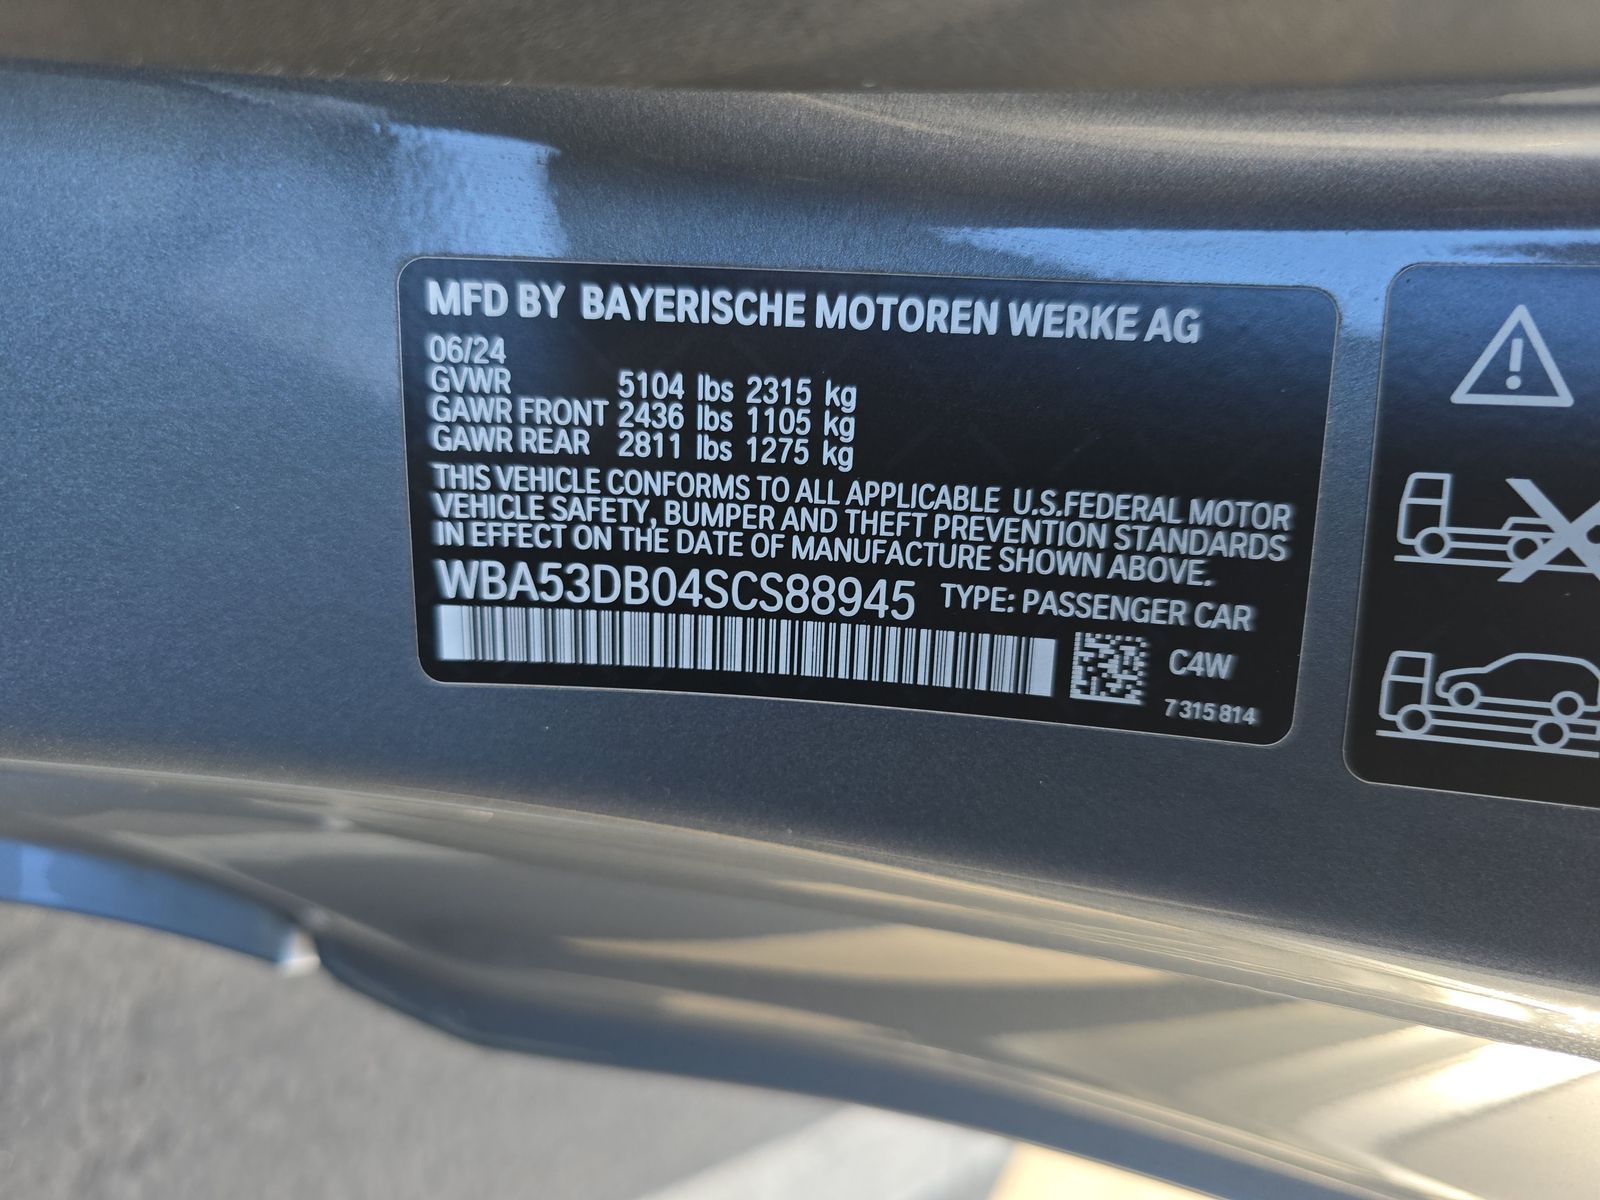 MFD BY BAYERISCHE MOTOREN WERKE AG
06/24
GVWR 5104 lbs 2315 kg
GAWR FRONT 2436 lbs 1105 kg
GAWR REAR 2811 lbs 1275 kg
THIS VEHICLE CONFORMS TO ALL APPLICABLE U.S.FEDERAL MOTOR
VEHICLE SAFETY, BUMPER AND THEFT PREVENTION STANDARDS
IN EFFECT ON THE DATE OF MANUFACTURE SHOWN ABOVE.
WBA53DB04SCS88945 TYPE: PASSENGER CAR
C4W
7 315 814